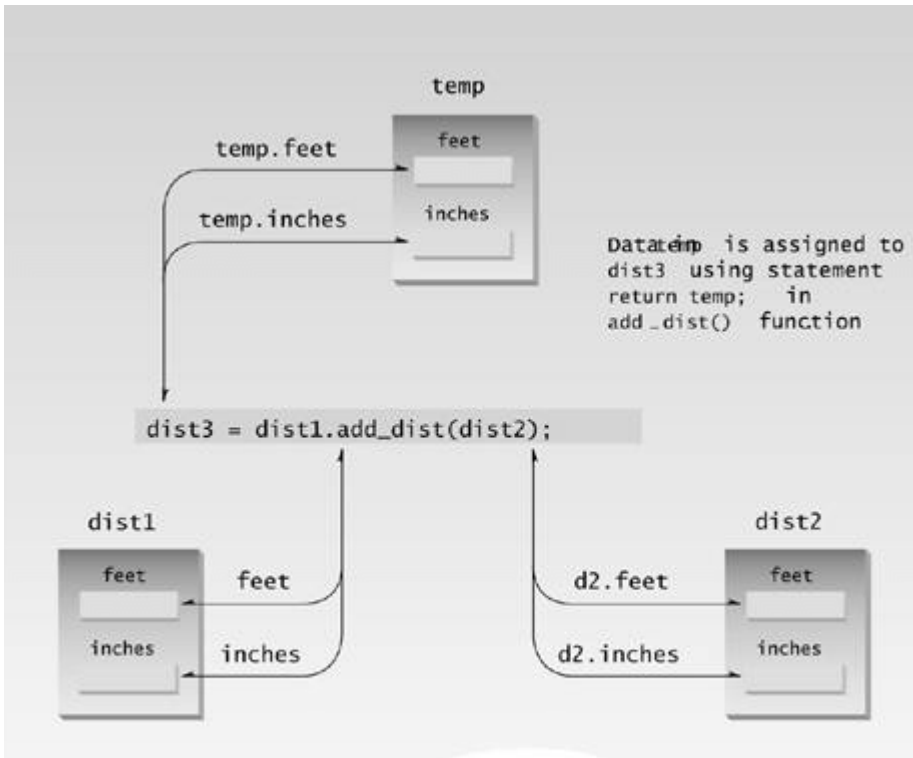 temp
feet
temp.feet
inches
temp.inches
Data in temp is assigned to
dist3 using statement
return temp; in
add_dist() function
dist3 = dist1.add_dist(dist2);
dist1
dist2
feet
feet
d2.feet
feet
inches
inches
d2.inches
inches